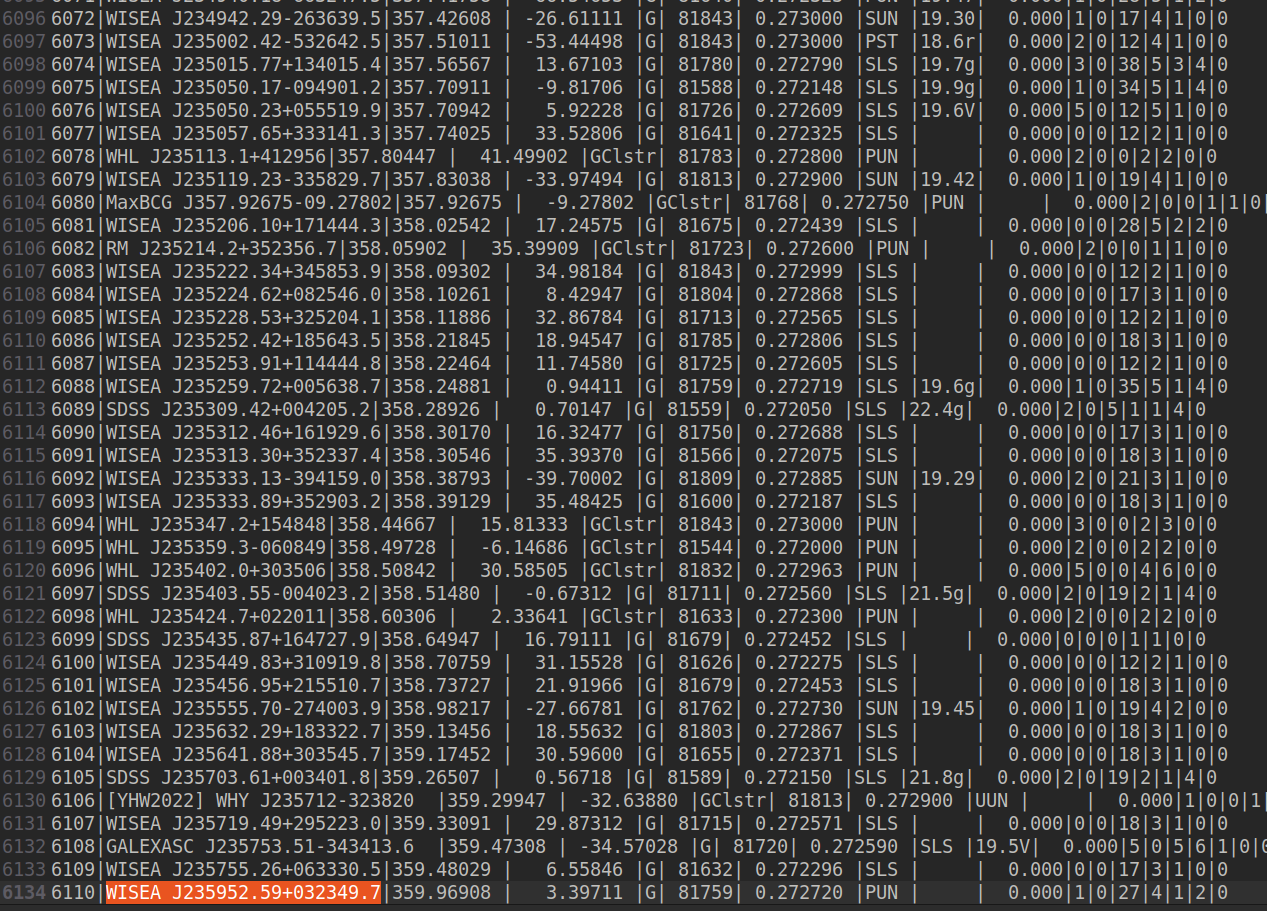 6096 6072|WISEA J234942.29-263639.5|357.42608 | -26.61111 |G| 81843| 0.273000 |SUN |19.30| 0.000|1|0|17|4|1|0|0
6097 6073|WISEA J235002.42-532642.5|357.51011 | -53.44498 |G| 81843| 0.273000 |PST |18.6r| 0.000|2|0|12|4|1|0|0
6098 6074|WISEA J235015.77+134015.4|357.56567 | 13.67103 |G| 81780| 0.272790 |SLS |19.7g| 0.000|3|0|38|5|3|4|0
6099 6075|WISEA J235050.17-094901.2|357.70911 | -9.81706 |G| 81588| 0.272148 |SLS |19.9g| 0.000|1|0|34|5|1|4|0
6100 6076|WISEA J235050.23+055519.9|357.70942 | 5.92228 |G| 81726| 0.272609 |SLS |19.6V| 0.000|5|0|12|5|1|0|0
6101 6077|WISEA J235057.65+333141.3|357.74025 | 33.52806 |G| 81641| 0.272325 |SLS | | 0.000|0|0|12|2|1|0|0
6102 6078|WHL J235113.1+412956|357.80447 | 41.49902 |GClstr| 81783| 0.272800 |PUN | | 0.000|2|0|0|2|2|0|0
6103 6079|WISEA J235119.23-335829.7|357.83038 | -33.97494 |G| 81813| 0.272900 |SUN |19.42| 0.000|1|0|19|4|1|0|0
6104 6080|MaxBCG J357.92675-09.27802|357.92675 | -9.27802 |GClstr| 81768| 0.272750 |PUN | | 0.000|2|0|0|1|1|0|
6105 6081|WISEA J235206.10+171444.3|358.02542 | 17.24575 |G| 81675| 0.272439 |SLS | | 0.000|0|0|28|5|2|2|0
6106 6082|RM J235214.2+352356.7|358.05902 | 35.39909 |GClstr| 81723| 0.272600 |PUN | | 0.000|2|0|0|1|1|0|0
6107 6083|WISEA J235222.34+345853.9|358.09302 | 34.98184 |G| 81843| 0.272999 |SLS | | 0.000|0|0|12|2|1|0|0
6108 6084|WISEA J235224.62+082546.0|358.10261 | 8.42947 |G| 81804| 0.272868 |SLS | | 0.000|0|0|17|3|1|0|0
6109 6085|WISEA J235228.53+325204.1|358.11886 | 32.86784 |G| 81713| 0.272565 |SLS | | 0.000|0|0|12|2|1|0|0
6110 6086|WISEA J235252.42+185643.5|358.21845 | 18.94547 |G| 81785| 0.272806 |SLS | | 0.000|0|0|18|3|1|0|0
6111 6087|WISEA J235253.91+114444.8|358.22464 | 11.74580 |G| 81725| 0.272605 |SLS | | 0.000|0|0|12|2|1|0|0
6112 6088|WISEA J235259.72+005638.7|358.24881 | 0.94411 |G| 81759| 0.272719 |SLS |19.6g| 0.000|1|0|35|5|1|4|0
6113 6089|SDSS J235309.42+004205.2|358.28926 | 0.70147 |G| 81559| 0.272050 |SLS |22.4g| 0.000|2|0|5|1|1|4|0
6114 6090|WISEA J235312.46+161929.6|358.30170 | 16.32477 |G| 81750| 0.272688 |SLS | | 0.000|0|0|17|3|1|0|0
6115 6091|WISEA J235313.30+352337.4|358.30546 | 35.39370 |G| 81566| 0.272075 |SLS | | 0.000|0|0|18|3|1|0|0
6116 6092|WISEA J235333.13-394159.0|358.38793 | -39.70002 |G| 81809| 0.272885 |SUN |19.29| 0.000|2|0|21|3|1|0|0
6117 6093|WISEA J235333.89+352903.2|358.39129 | 35.48425 |G| 81600| 0.272187 |SLS | | 0.000|0|0|18|3|1|0|0
6118 6094|WHL J235347.2+154848|358.44667 | 15.81333 |GClstr| 81843| 0.273000 |PUN | | 0.000|3|0|0|2|3|0|0
6119 6095|WHL J235359.3-060849|358.49728 | -6.14686 |GClstr| 81544| 0.272000 |PUN | | 0.000|2|0|0|2|2|0|0
6120 6096|WHL J235402.0+303506|358.50842 | 30.58505 |GClstr| 81832| 0.272963 |PUN | | 0.000|5|0|0|4|6|0|0
6121 6097|SDSS J235403.55-004023.2|358.51480 | -0.67312 |G| 81711| 0.272560 |SLS |21.5g| 0.000|2|0|19|2|1|4|0
6122 6098|WHL J235424.7+022011|358.60306 | 2.33641 |GClstr| 81633| 0.272300 |PUN | | 0.000|2|0|0|2|2|0|0
6123 6099|SDSS J235435.87+164727.9|358.64947 | 16.79111 |G| 81679| 0.272452 |SLS | | 0.000|0|0|0|1|1|0|0
6124 6100|WISEA J235449.83+310919.8|358.70759 | 31.15528 |G| 81626| 0.272275 |SLS | | 0.000|0|0|12|2|1|0|0
6125 6101|WISEA J235456.95+215510.7|358.73727 | 21.91966 |G| 81679| 0.272453 |SLS | | 0.000|0|0|18|3|1|0|0
6126 6102|WISEA J235555.70-274003.9|358.98217 | -27.66781 |G| 81762| 0.272730 |SUN |19.45| 0.000|1|0|19|4|2|0|0
6127 6103|WISEA J235632.29+183322.7|359.13456 | 18.55632 |G| 81803| 0.272867 |SLS | | 0.000|0|0|18|3|1|0|0
6128 6104|WISEA J235641.88+303545.7|359.17452 | 30.59600 |G| 81655| 0.272371 |SLS | | 0.000|0|0|18|3|1|0|0
6129 6105|SDSS J235703.61+003401.8|359.26507 | 0.56718 |G| 81589| 0.272150 |SLS |21.8g| 0.000|2|0|19|2|1|4|0
6130 6106|[YHW2022] WHY J235712-323820 |359.29947 | -32.63880 |GClstr| 81813| 0.272900 |UUN | | 0.000|1|0|0|1|
6131 6107|WISEA J235719.49+295223.0|359.33091 | 29.87312 |G| 81715| 0.272571 |SLS | | 0.000|0|0|18|3|1|0|0
6132 6108|GALEXASC J235753.51-343413.6 |359.47308 | -34.57028 |G| 81720| 0.272590 |SLS |19.5V| 0.000|5|0|5|6|1|0|0
6133 6109|WISEA J235755.26+063330.5|359.48029 | 6.55846 |G| 81632| 0.272296 |SLS | | 0.000|0|0|17|3|1|0|0
6134 6110|WISEA J235952.59+032349.7|359.96908 | 3.39711 |G| 81759| 0.272720 |PUN | | 0.000|1|0|27|4|1|2|0